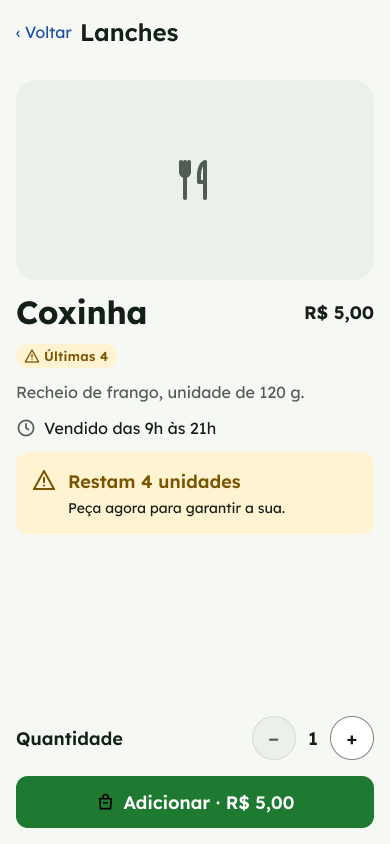 ‹ Voltar Lanches
Coxinha R$ 5,00
Últimas 4
Recheio de frango, unidade de 120 g.
Vendido das 9h às 21h
Restam 4 unidades
Peça agora para garantir a sua.
Quantidade − 1 +
Adicionar · R$ 5,00